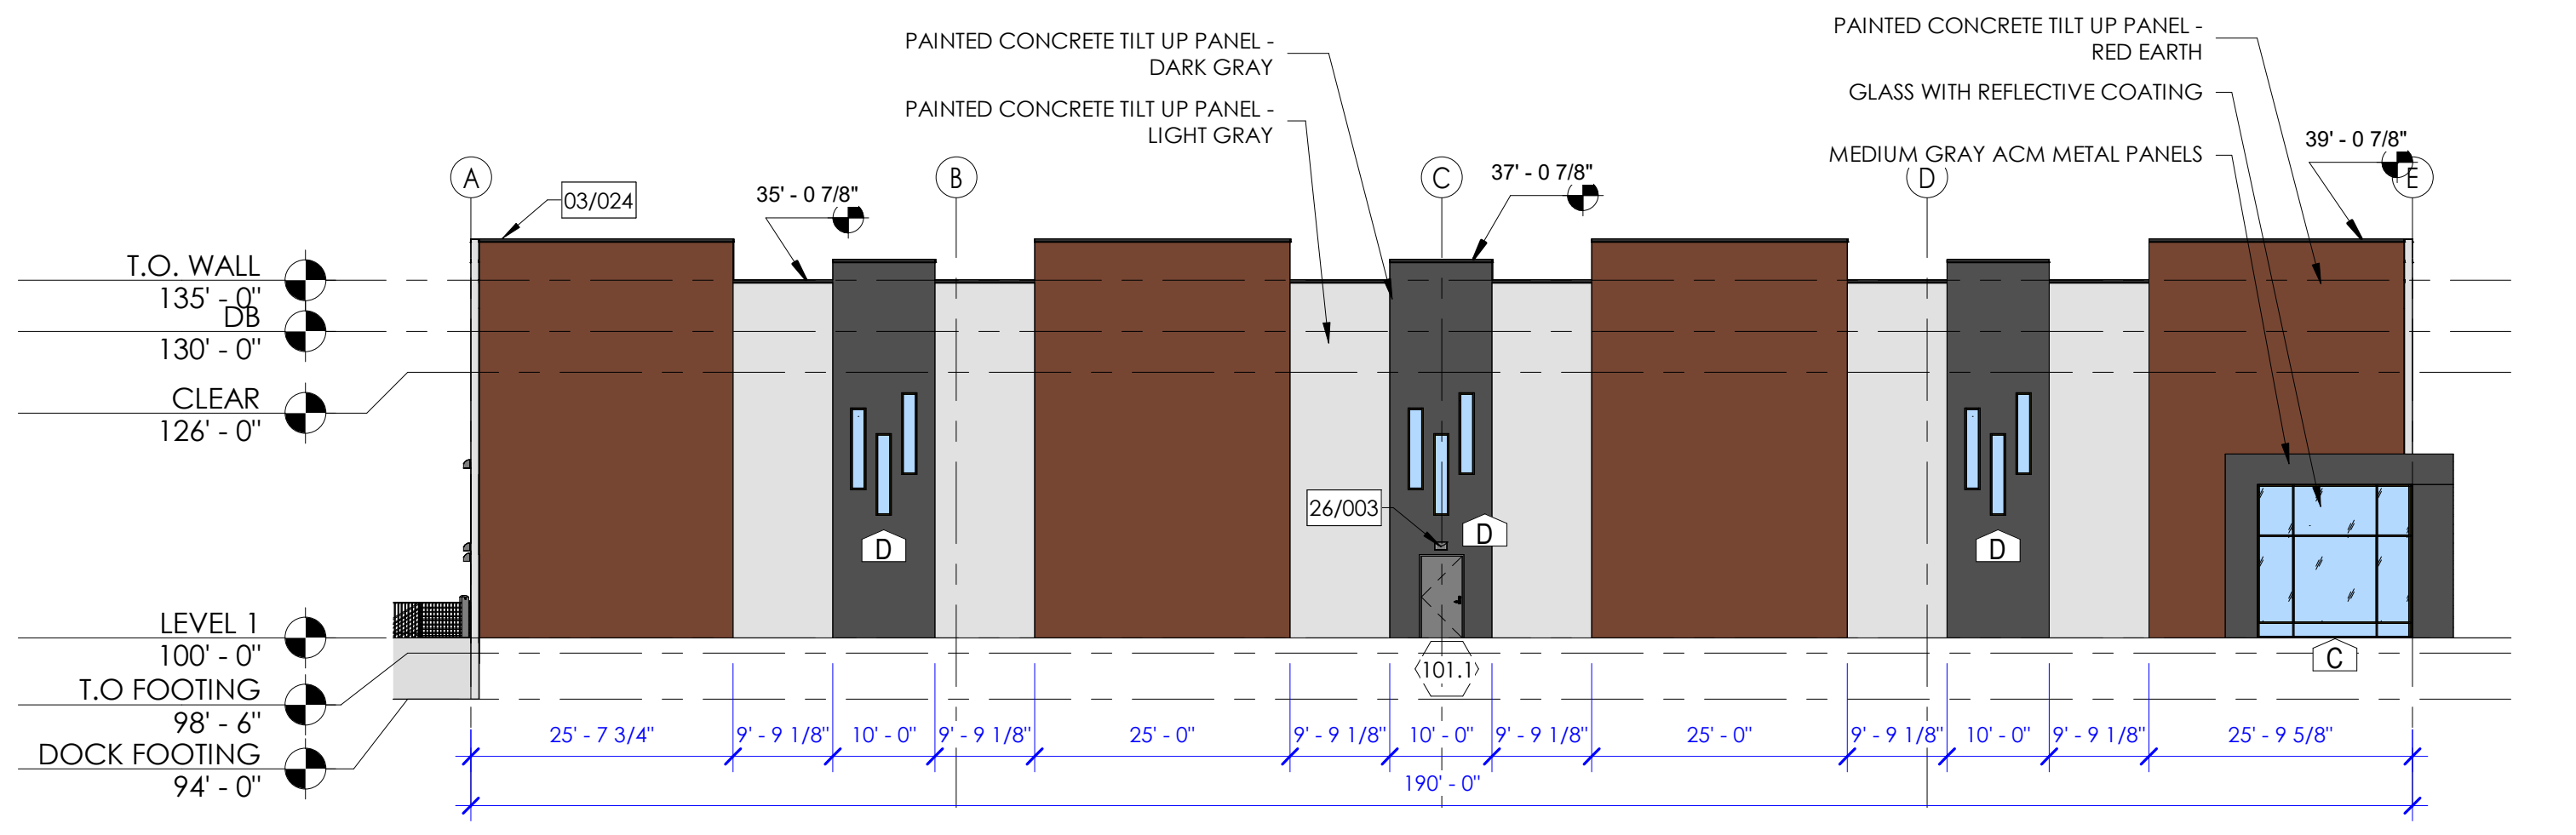 PAINTED CONCRETE TILT UP PANEL -
DARK GRAY
PAINTED CONCRETE TILT UP PANEL -
LIGHT GRAY
PAINTED CONCRETE TILT UP PANEL -
RED EARTH
GLASS WITH REFLECTIVE COATING
MEDIUM GRAY ACM METAL PANELS
39' - 0 7/8"
A
03/024
35' - 0 7/8"
B
C
37' - 0 7/8"
D
E
T.O. WALL
135' - 0"
DB
130' - 0"
CLEAR
126' - 0"
26/003
D
D
D
LEVEL 1
100' - 0"
T.O FOOTING
98' - 6"
DOCK FOOTING
94' - 0"
101.1
C
25' - 7 3/4"
9' - 9 1/8"
10' - 0"
9' - 9 1/8"
25' - 0"
9' - 9 1/8"
10' - 0"
9' - 9 1/8"
25' - 0"
9' - 9 1/8"
10' - 0"
9' - 9 1/8"
25' - 9 5/8"
190' - 0"